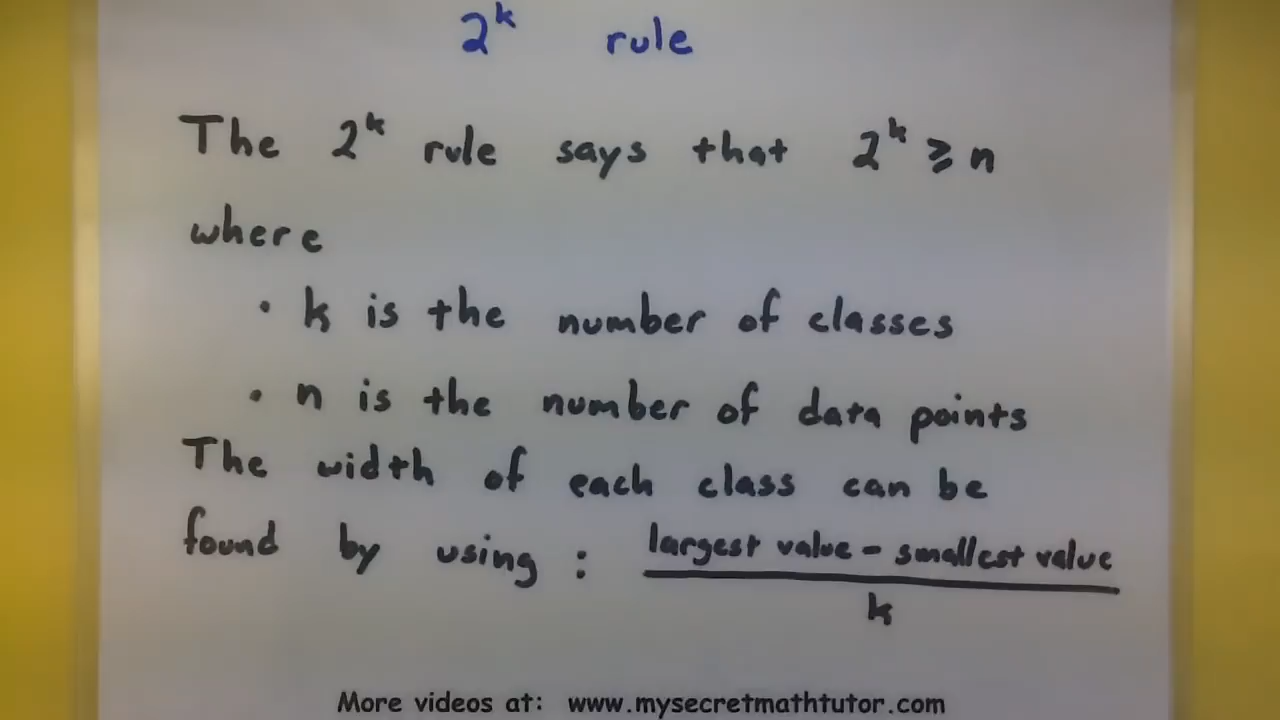 2^k rule
The 2^k rule says that 2^k ≥ n
where
• k is the number of classes
• n is the number of data points
The width of each class can be
found by using : largest value - smallest value
k
More videos at: www.mysecretmathtutor.com